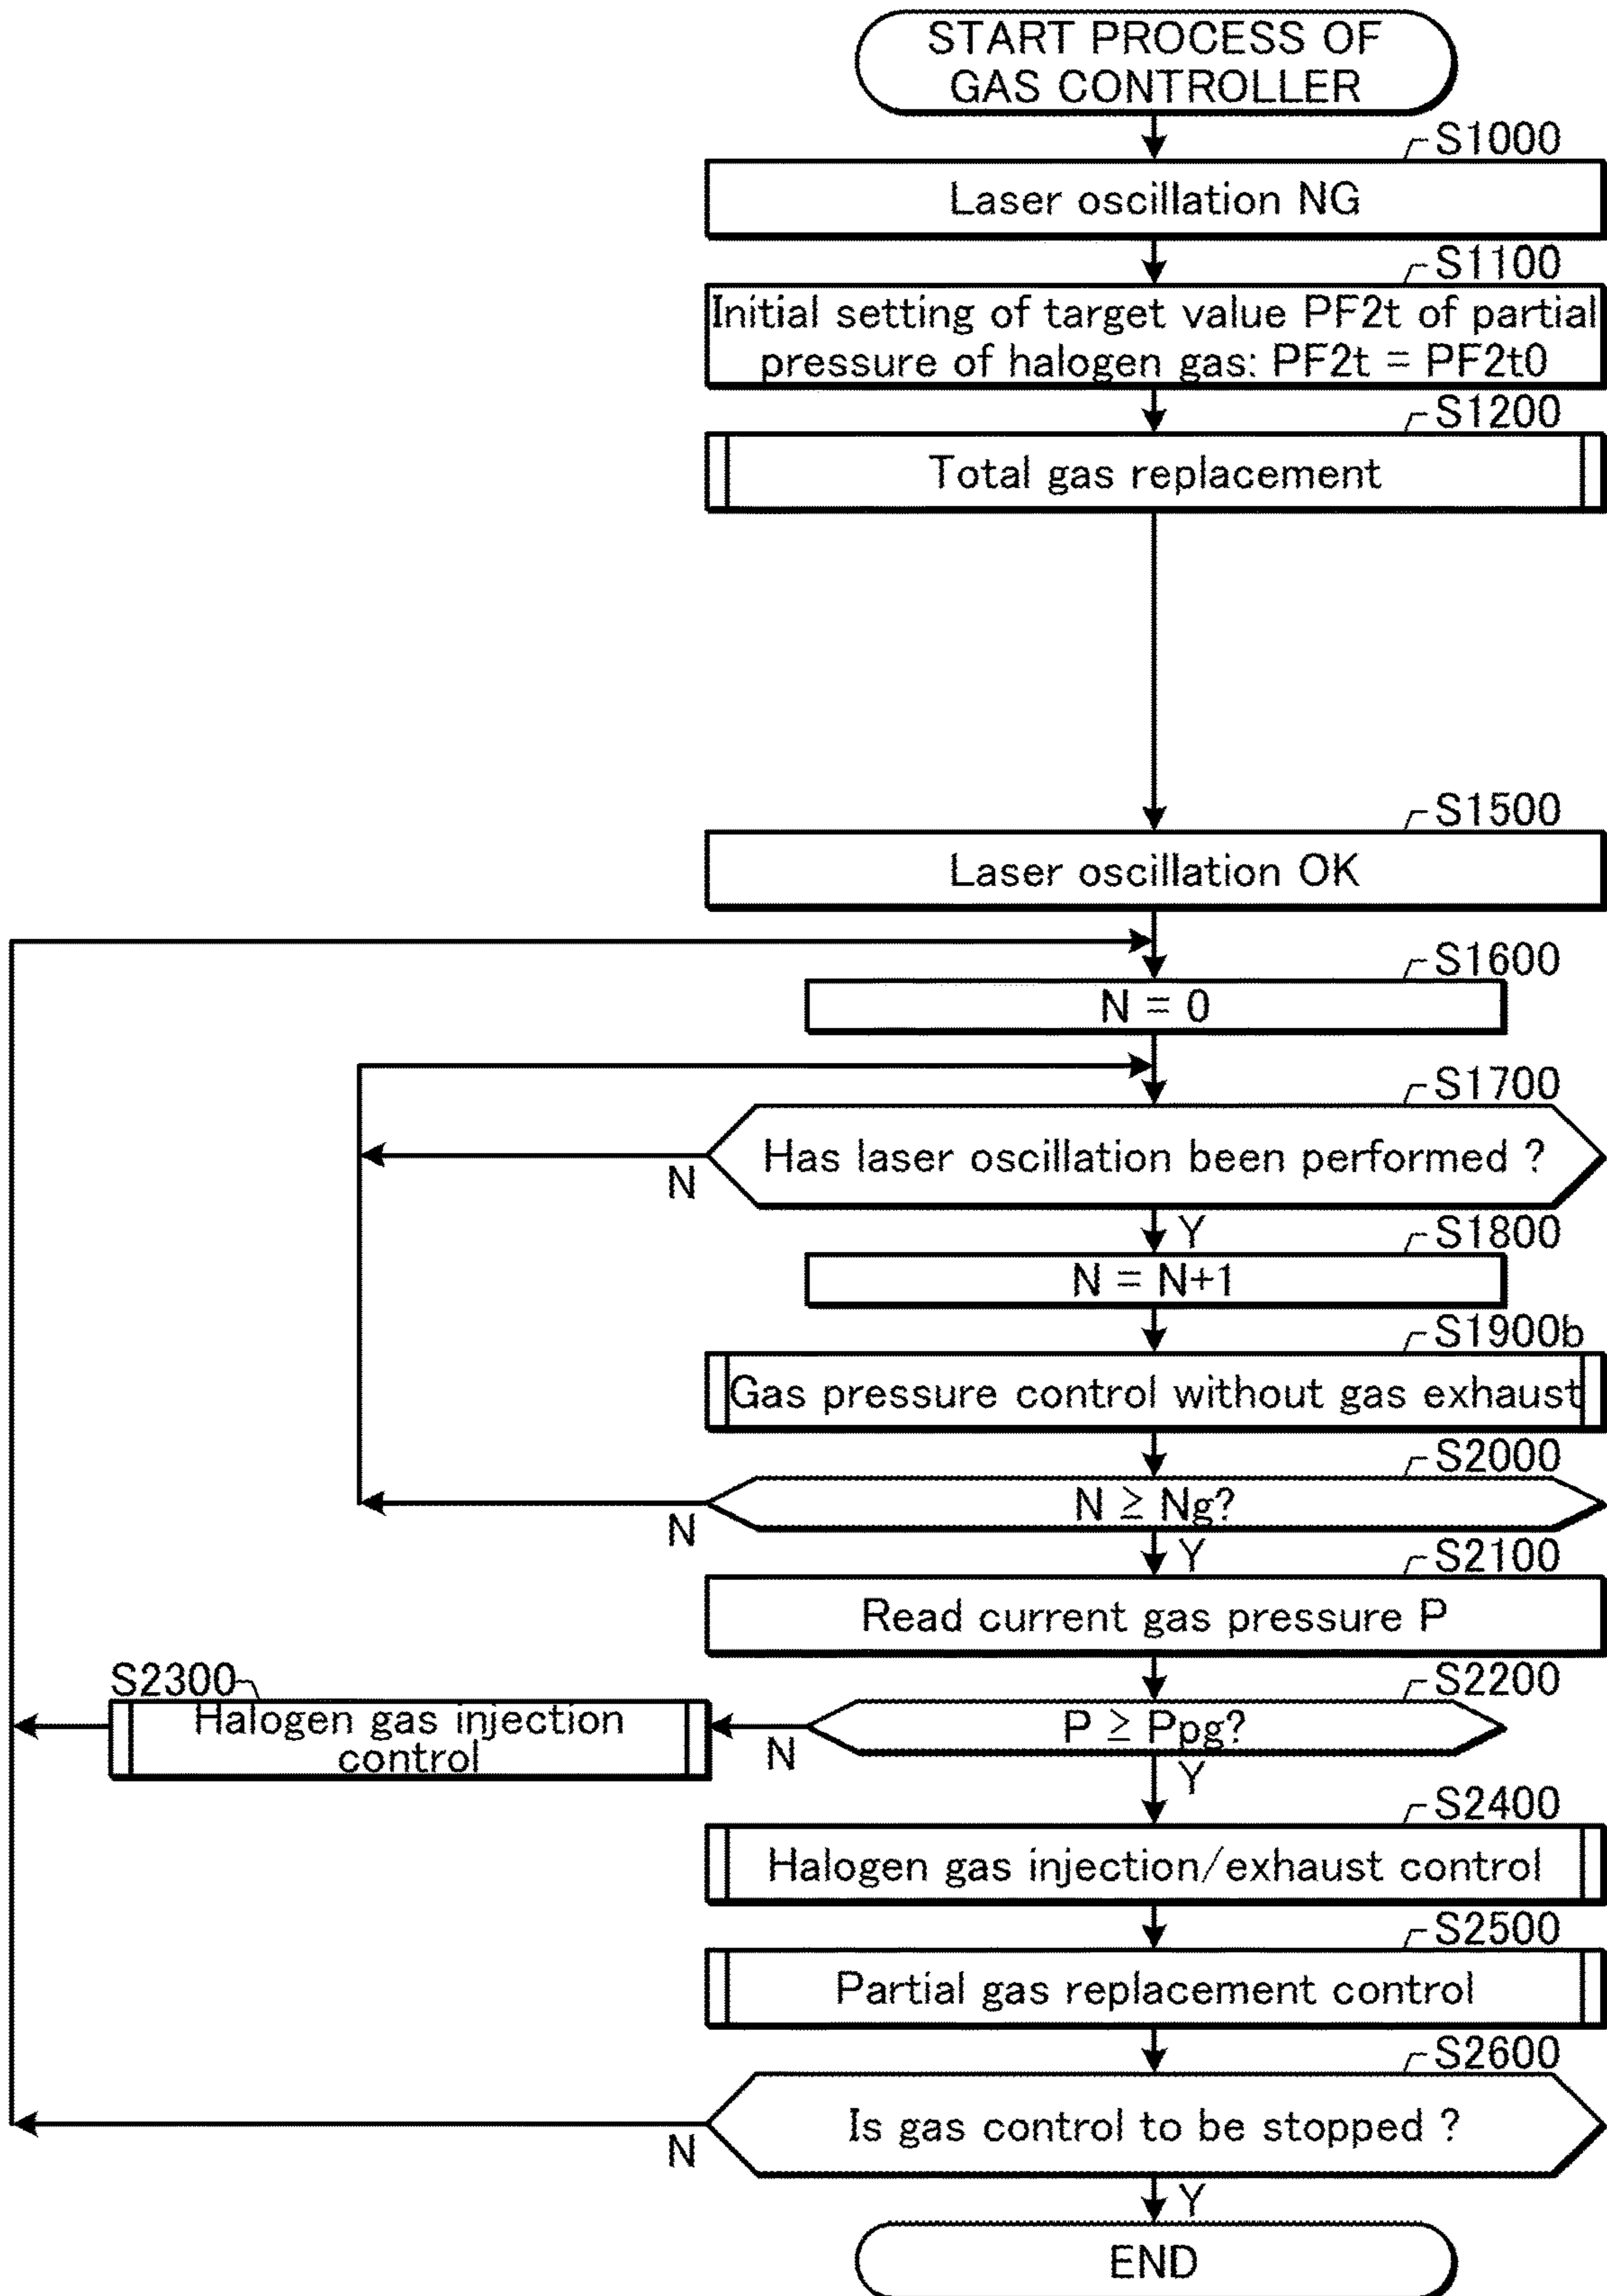 START PROCESS OF
GAS CONTROLLER
S1000
Laser oscillation NG
S1100
Initial setting of target value PF2t of partial
pressure of halogen gas: PF2t = PF2t0
S1200
Total gas replacement
S1500
Laser oscillation OK
S1600
N = 0
S1700
Has laser oscillation been performed ?
N
Y
S1800
N = N+1
S1900b
Gas pressure control without gas exhaust
S2000
N ≥ Ng?
N
Y
S2100
Read current gas pressure P
S2200
P ≥ Ppg?
N
Y
S2300
Halogen gas injection
control
S2400
Halogen gas injection/exhaust control
S2500
Partial gas replacement control
S2600
Is gas control to be stopped ?
N
Y
END